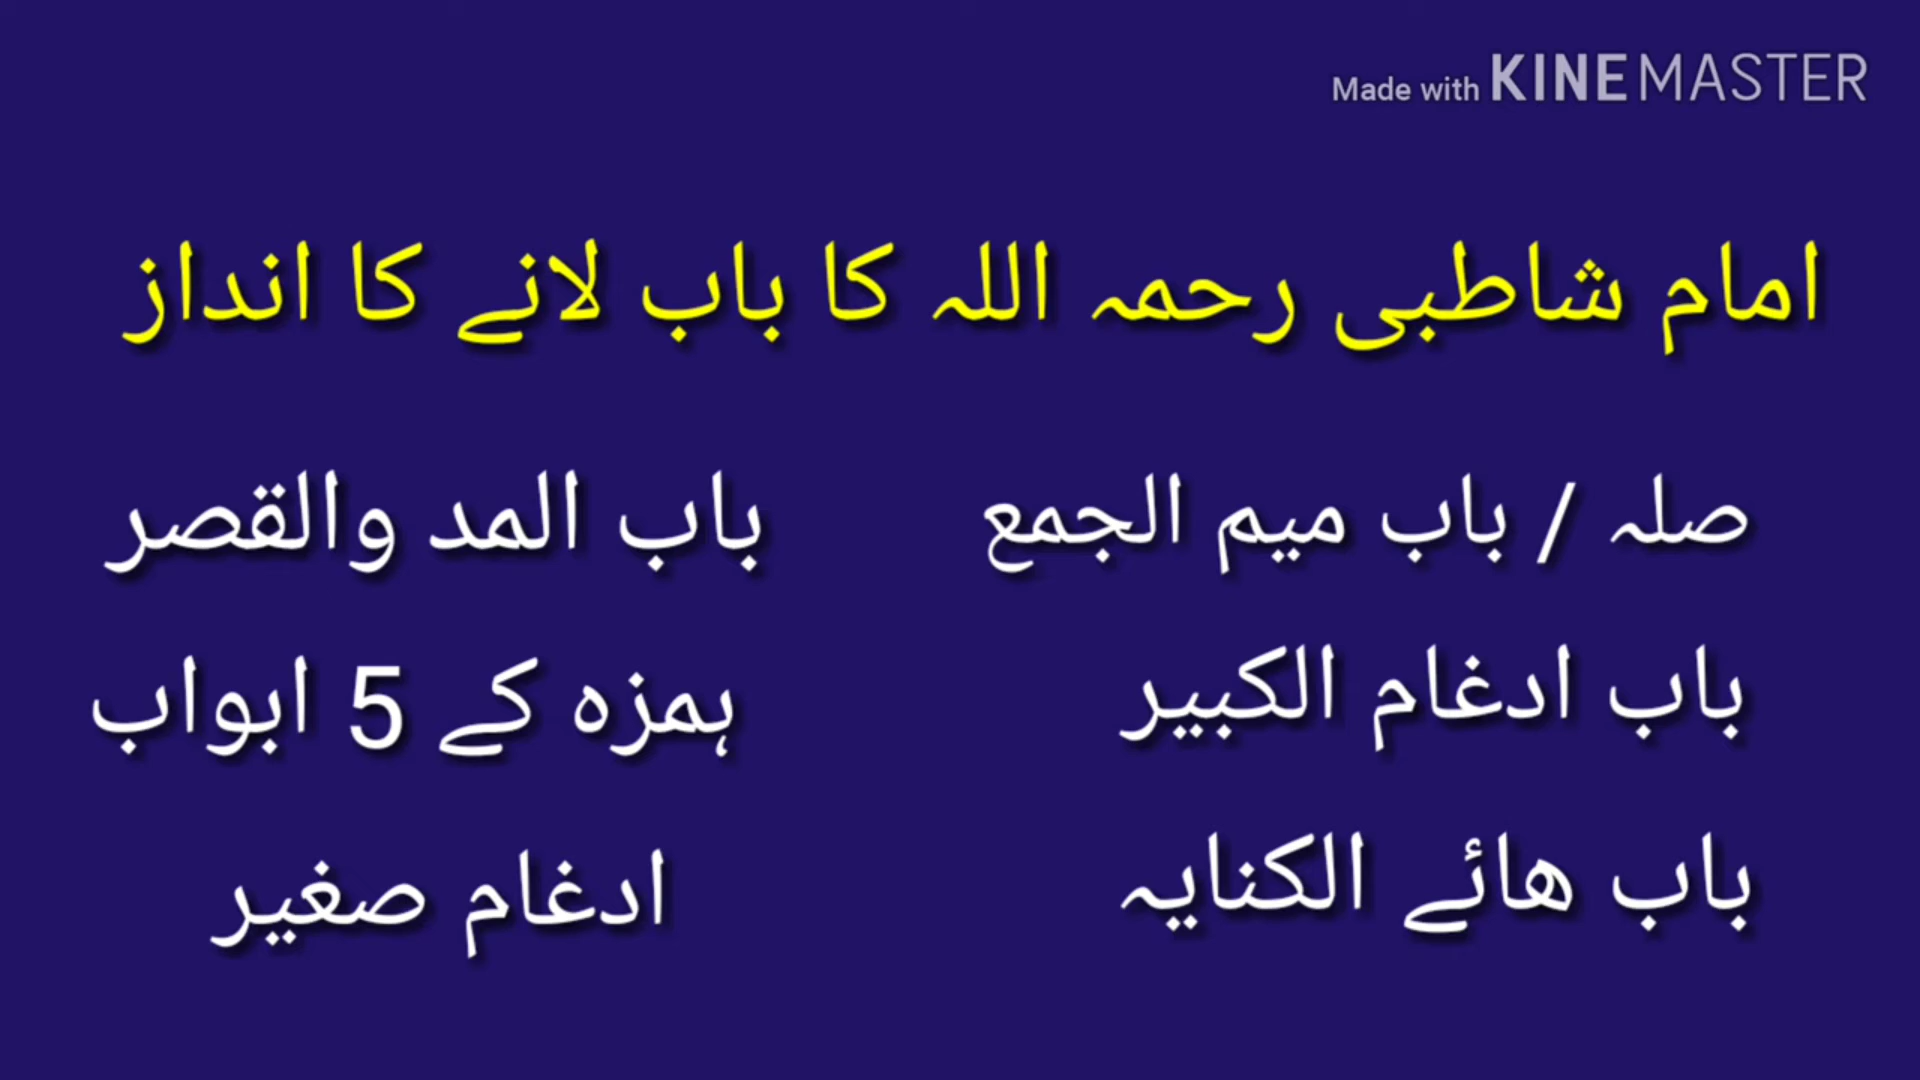 Made with KINEMASTER
امام شاطبی رحمہ اللہ کا باب لانے کا انداز
صلہ / باب میم الجمع
باب ادغام الکبیر
باب ھائے الکنایہ
باب المد والقصر
ہمزہ کے 5 ابواب
ادغام صغیر